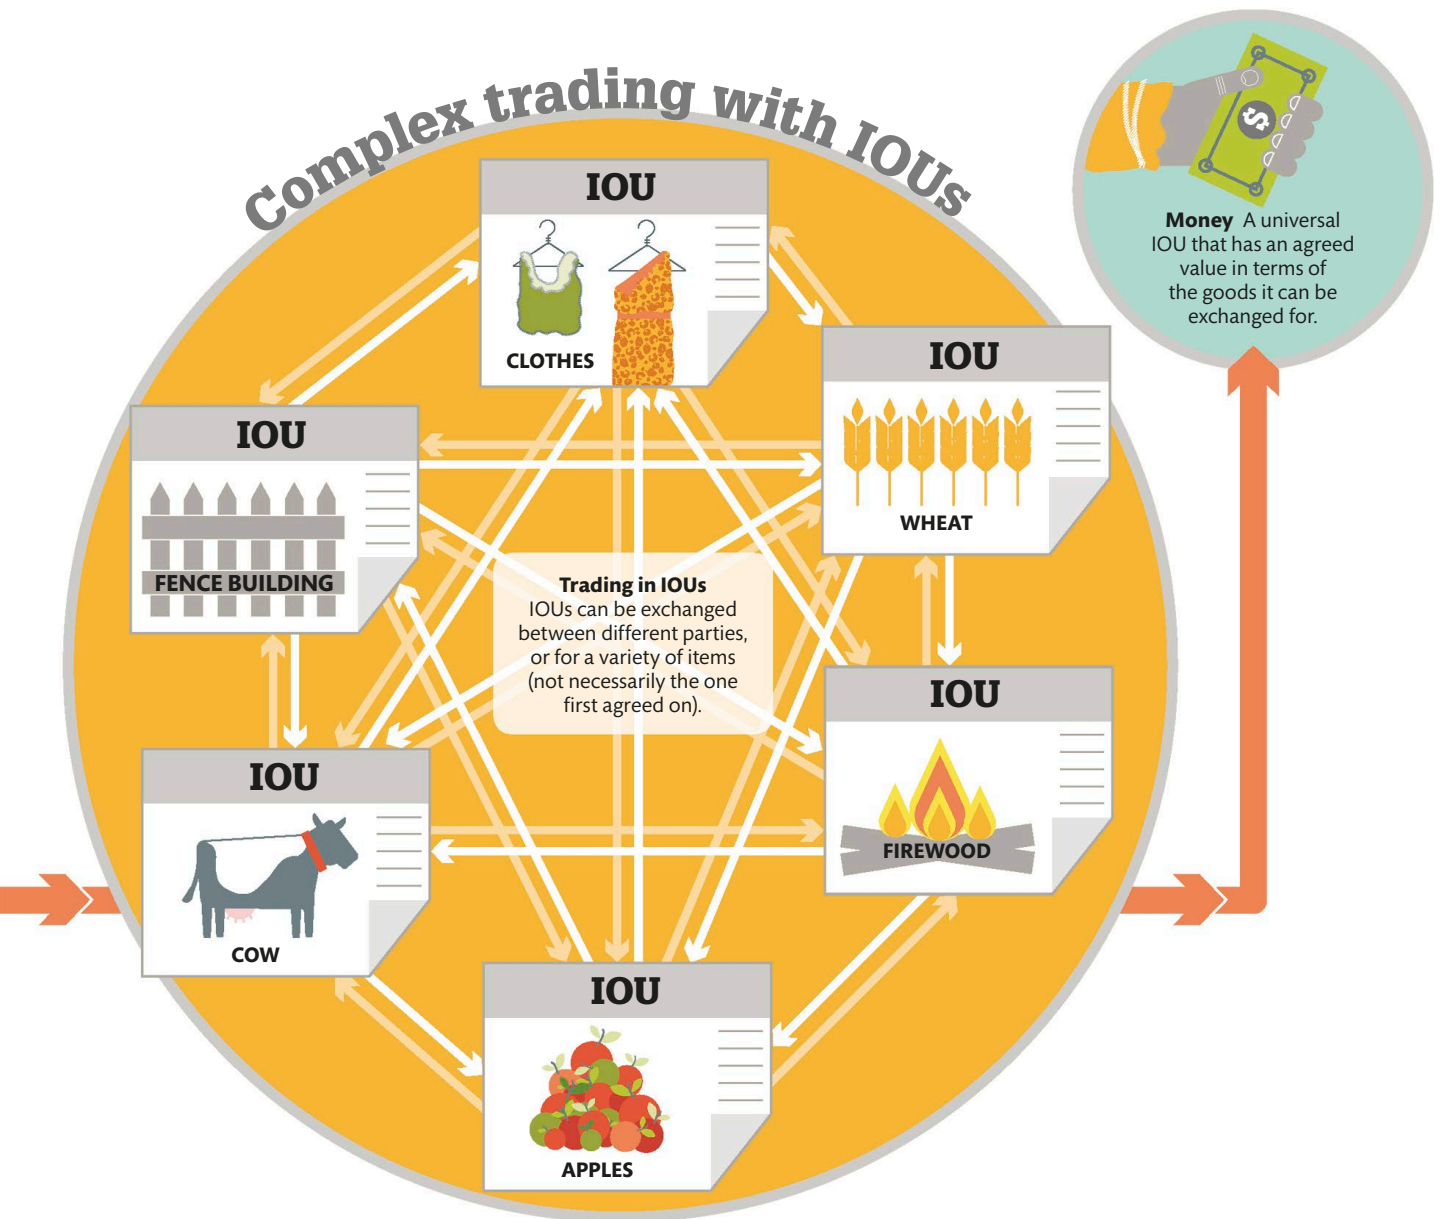 Complex trading with IOUs
Money A universal
IOU that has an agreed
value in terms of
the goods it can be
exchanged for.
$
IOU
CLOTHES
IOU
WHEAT
IOU
FENCE BUILDING
Trading in IOUs
IOUs can be exchanged
between different parties,
or for a variety of items
(not necessarily the one
first agreed on).
IOU
FIREWOOD
IOU
COW
IOU
APPLES